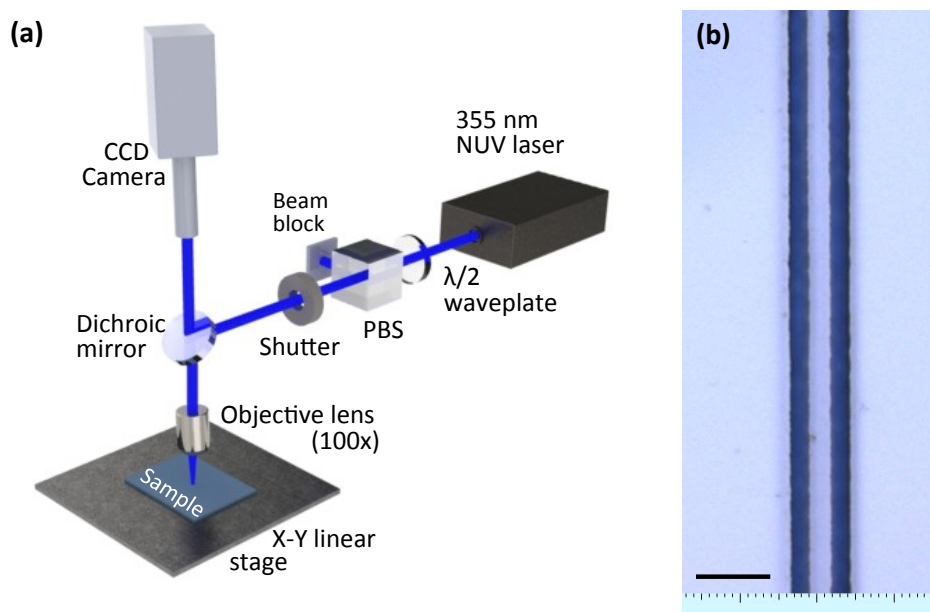 (a)
CCD
Camera
355 nm
NUV laser
Beam
block
λ/2
waveplate
PBS
Shutter
Dichroic
mirror
Objective lens
(100x)
Sample
X-Y linear
stage
(b)